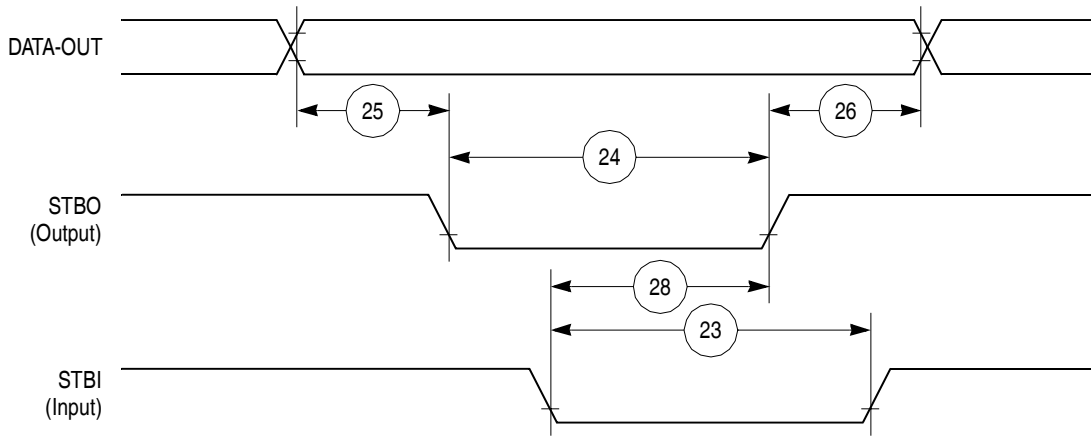 DATA-OUT
25
26
24
STBO
(Output)
28
23
STBI
(Input)